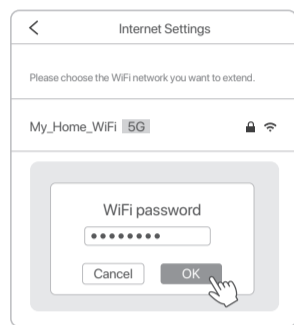 Internet Settings
Please choose the WiFi network you want to extend.
My_Home_WiFi 5G
WiFi password
Cancel OK